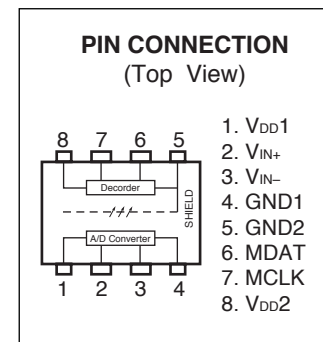 PIN CONNECTION
(Top View)
8 7 6 5
Decorder
SHIELD
A/D Converter
1 2 3 4
1. VDD1
2. VIN+
3. VIN–
4. GND1
5. GND2
6. MDAT
7. MCLK
8. VDD2